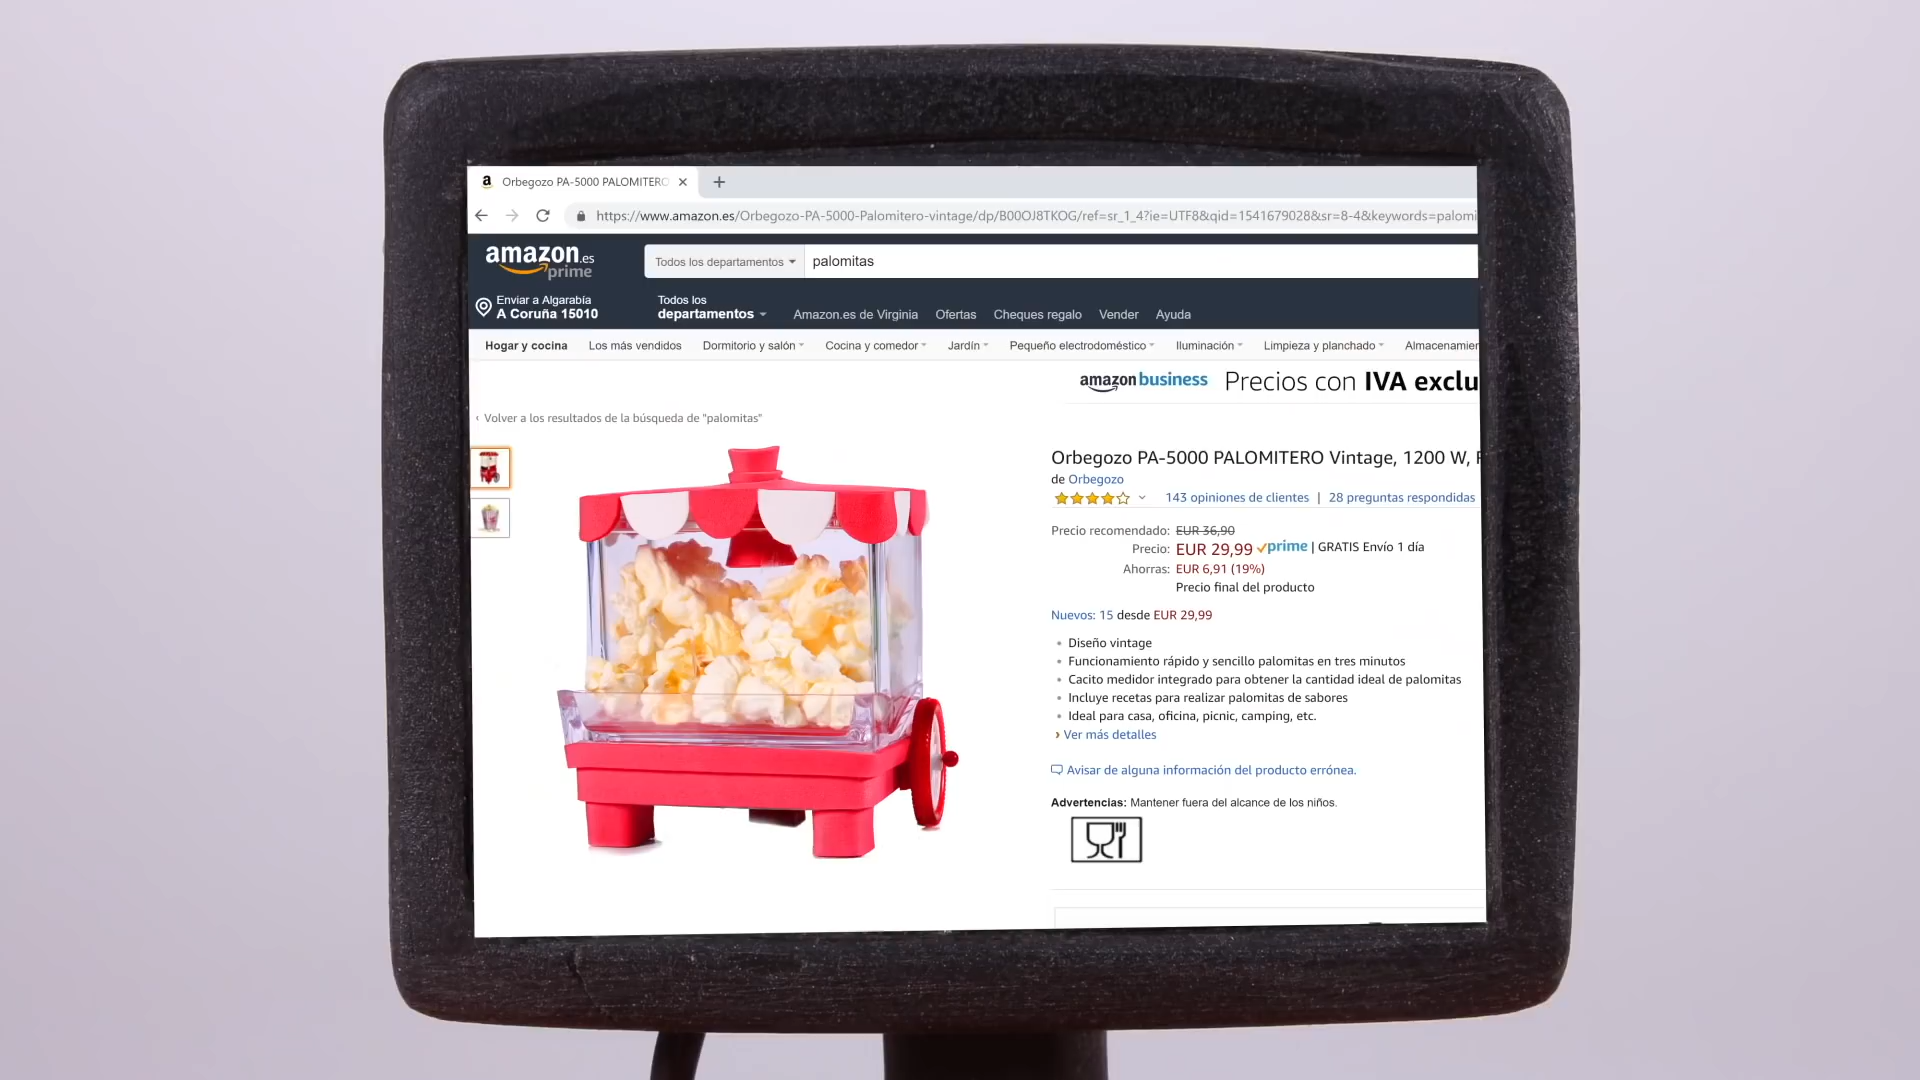 a Orbegozo PA-5000 PALOMITERO
https://www.amazon.es/Orbegozo-PA-5000-Palomitero-vintage/dp/B00OJ8TKOG/ref=sr_1_4?ie=UTF8&qid=1541679028&sr=8-4&keywords=palomi
amazon.es
prime
Todos los departamentos
palomitas
Enviar a Algarabía
A Coruña 15010
Todos los
departamentos
Amazon.es de Virginia
Ofertas
Cheques regalo
Vender
Ayuda
Hogar y cocina
Los más vendidos
Dormitorio y salón
Cocina y comedor
Jardín
Pequeño electrodoméstico
Iluminación
Limpieza y planchado
Almacenamien
amazon business Precios con IVA exclu
‹ Volver a los resultados de la búsqueda de "palomitas"
Orbegozo PA-5000 PALOMITERO Vintage, 1200 W,
de Orbegozo
143 opiniones de clientes | 28 preguntas respondidas
Precio recomendado: EUR 36,90
Precio: EUR 29,99 prime | GRATIS Envío 1 día
Ahorras: EUR 6,91 (19%)
Precio final del producto
Nuevos: 15 desde EUR 29,99
• Diseño vintage
• Funcionamiento rápido y sencillo palomitas en tres minutos
• Cacito medidor integrado para obtener la cantidad ideal de palomitas
• Incluye recetas para realizar palomitas de sabores
• Ideal para casa, oficina, picnic, camping, etc.
› Ver más detalles
Avisar de alguna información del producto errónea.
Advertencias: Mantener fuera del alcance de los niños.